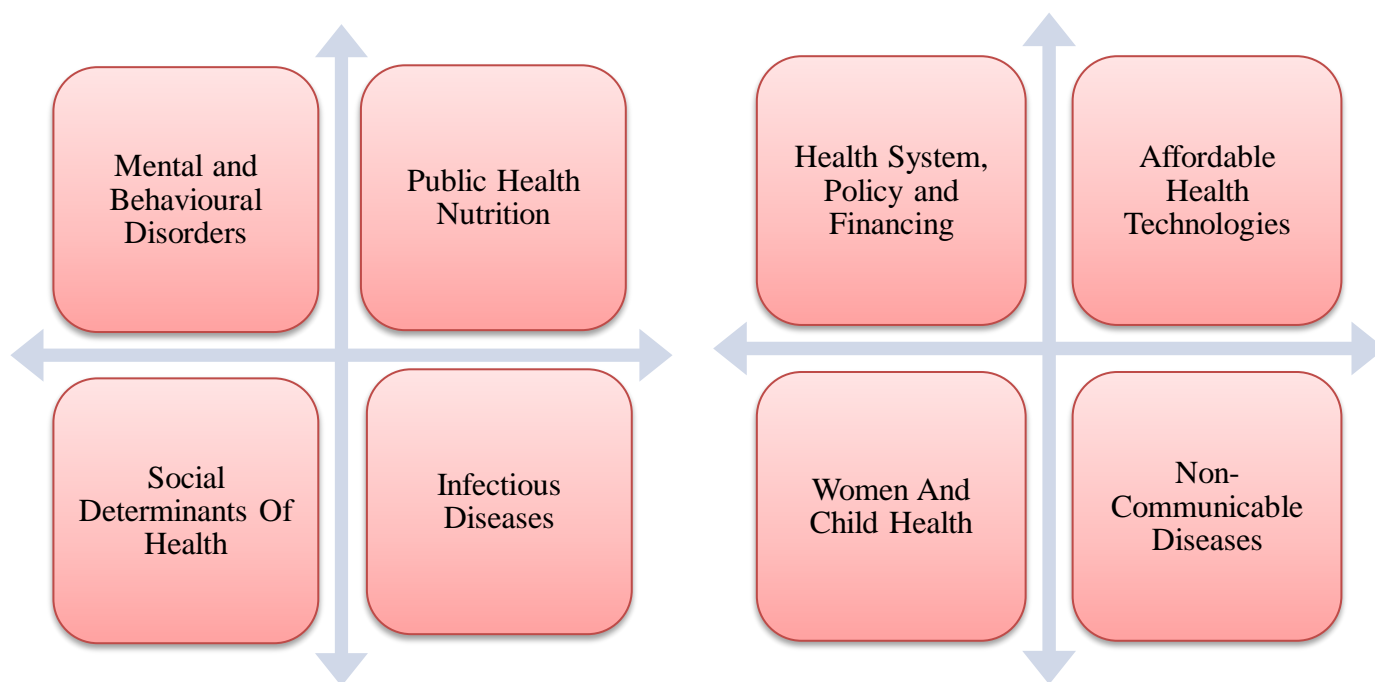 Mental and
Behavioural
Disorders
Public Health
Nutrition
Social
Determinants Of
Health
Infectious
Diseases
Health System,
Policy and
Financing
Affordable
Health
Technologies
Women And
Child Health
Non-
Communicable
Diseases